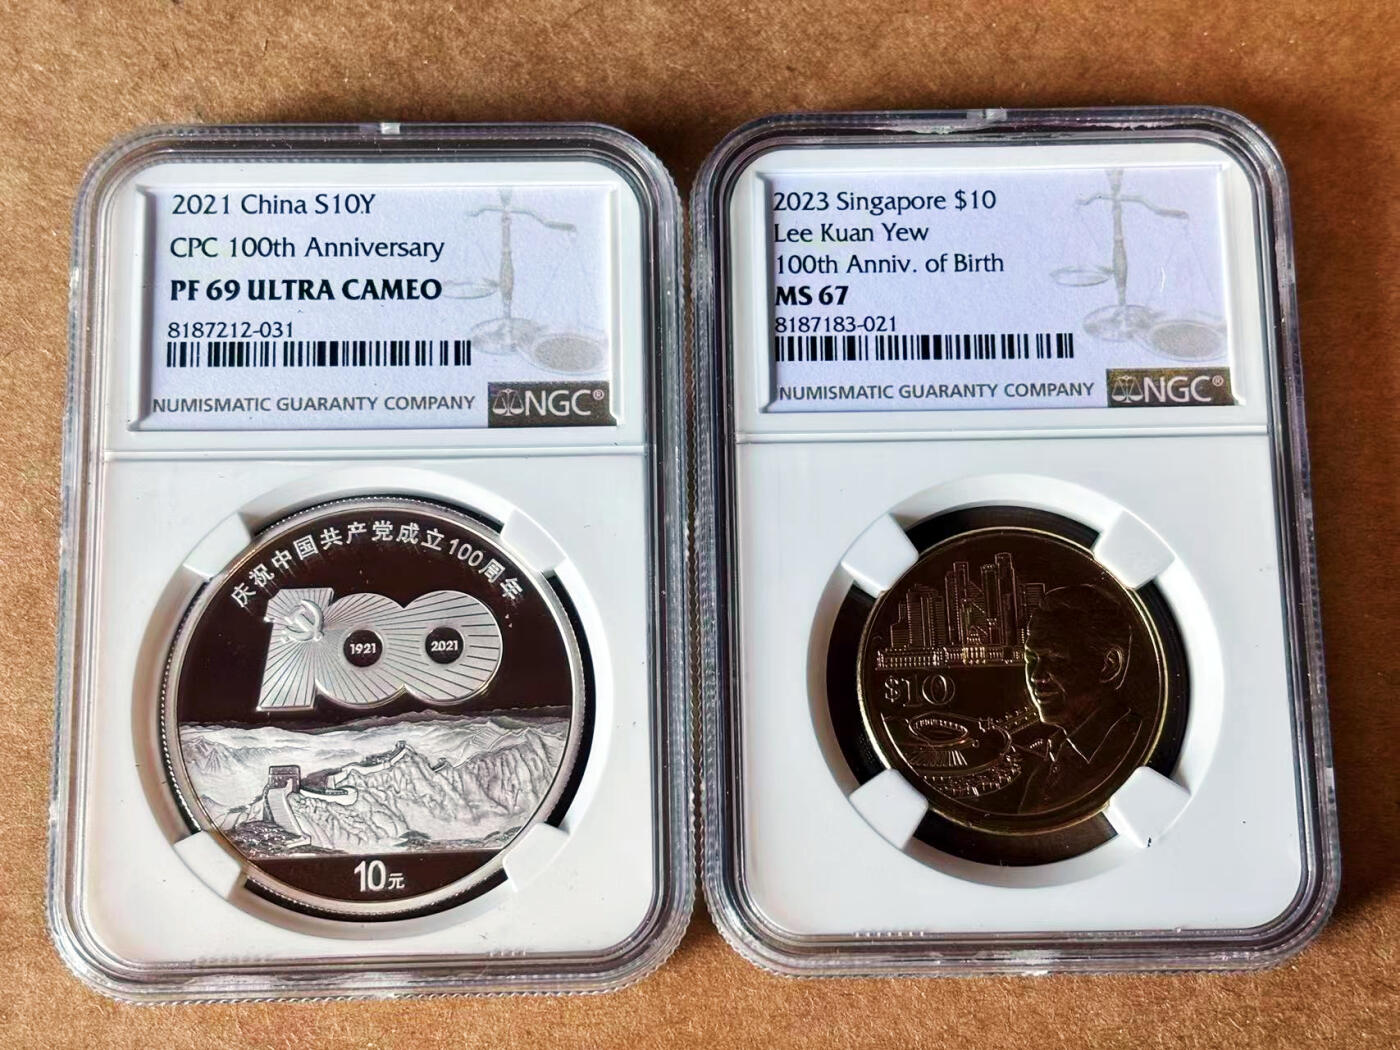 2021 China S10Y
CPC 100th Anniversary
PF 69 ULTRA CAMEO
8187212-031
NUMISMATIC GUARANTY COMPANY
NGC®
庆祝中国共产党成立100周年
100
1921
2021
10元
2023 Singapore $10
Lee Kuan Yew
100th Anniv. of Birth
MS 67
8187183-021
NUMISMATIC GUARANTY COMPANY
NGC®
$10